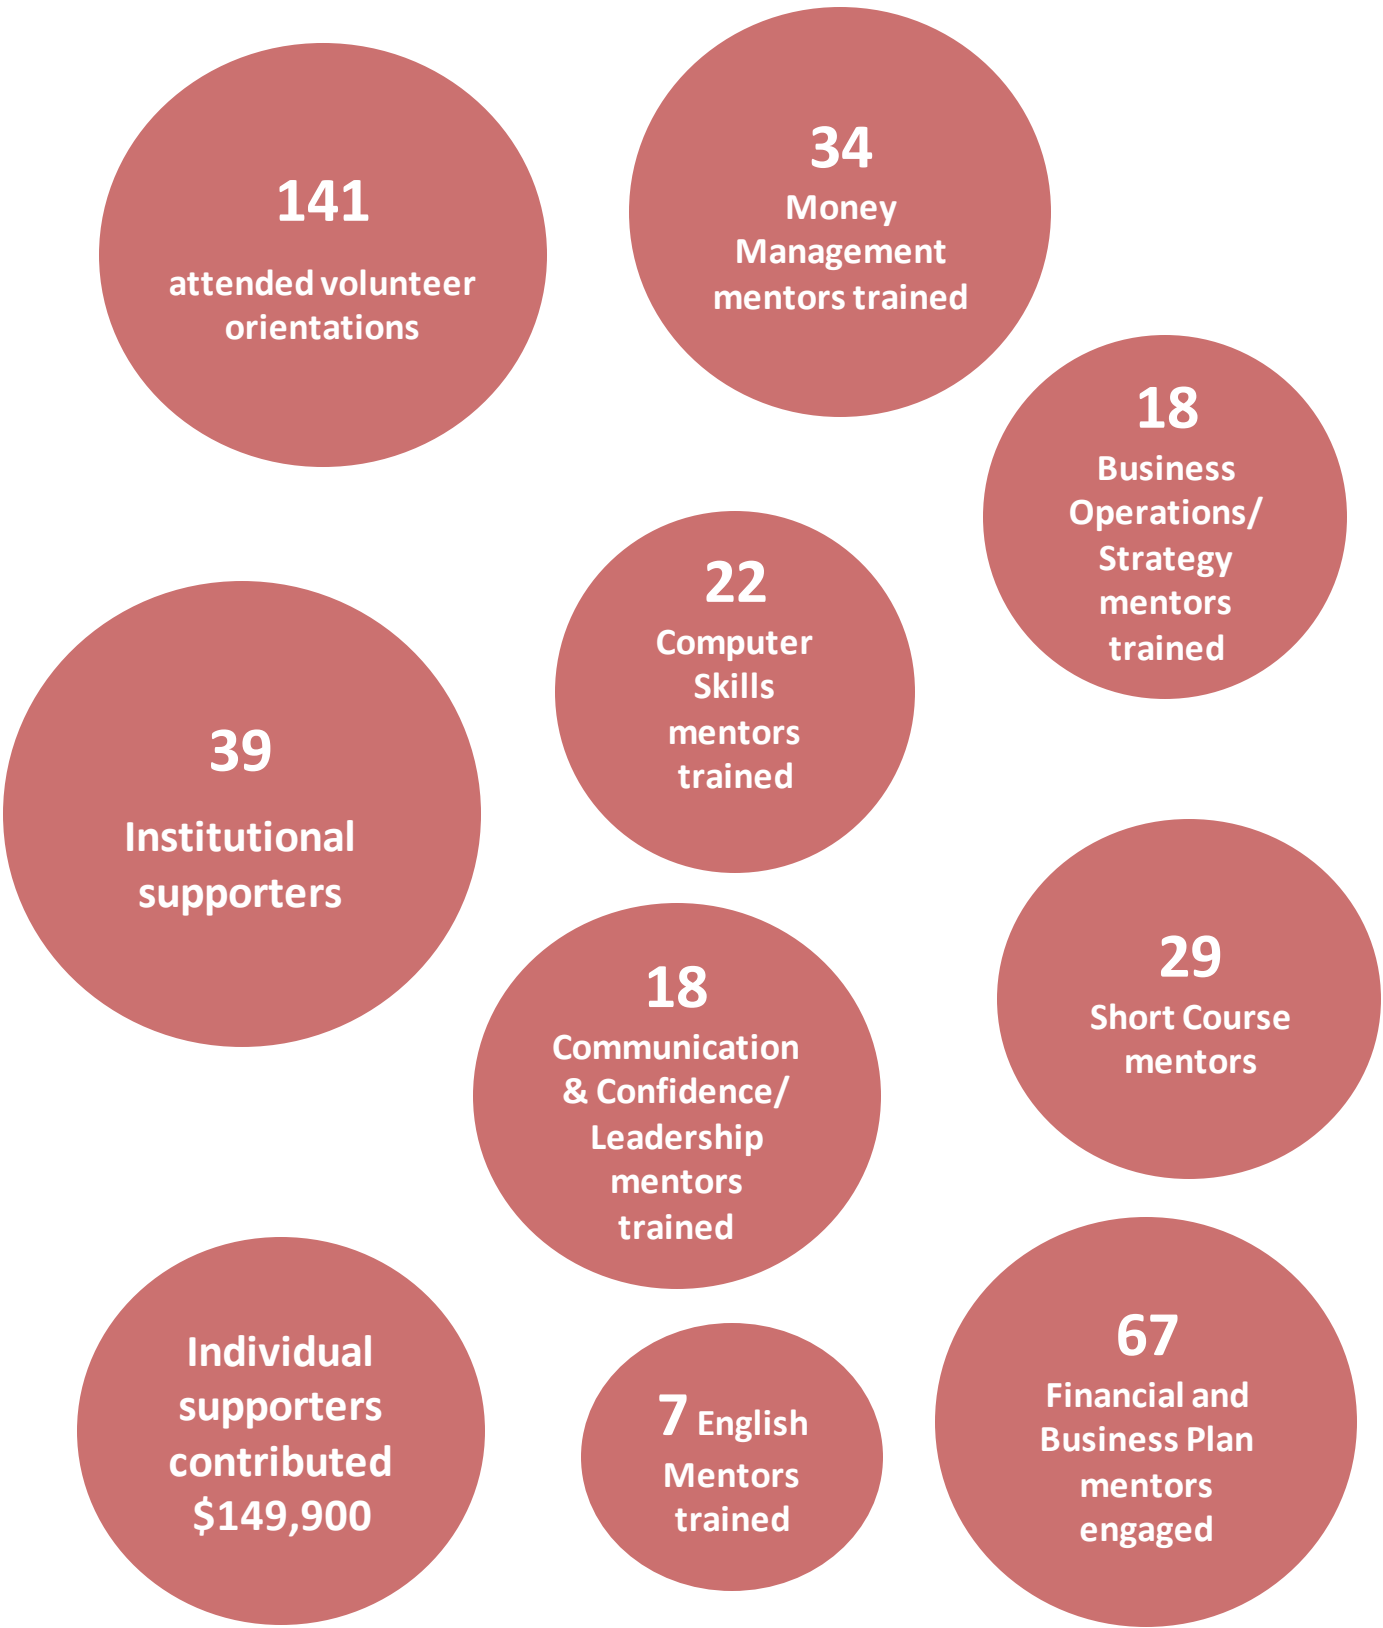 141
attended volunteer
orientations
34
Money
Management
mentors trained
18
Business
Operations/
Strategy
mentors
trained
22
Computer
Skills
mentors
trained
39
Institutional
supporters
18
Communication
& Confidence/
Leadership
mentors
trained
29
Short Course
mentors
Individual
supporters
contributed
$149,900
7 English
Mentors
trained
67
Financial and
Business Plan
mentors
engaged